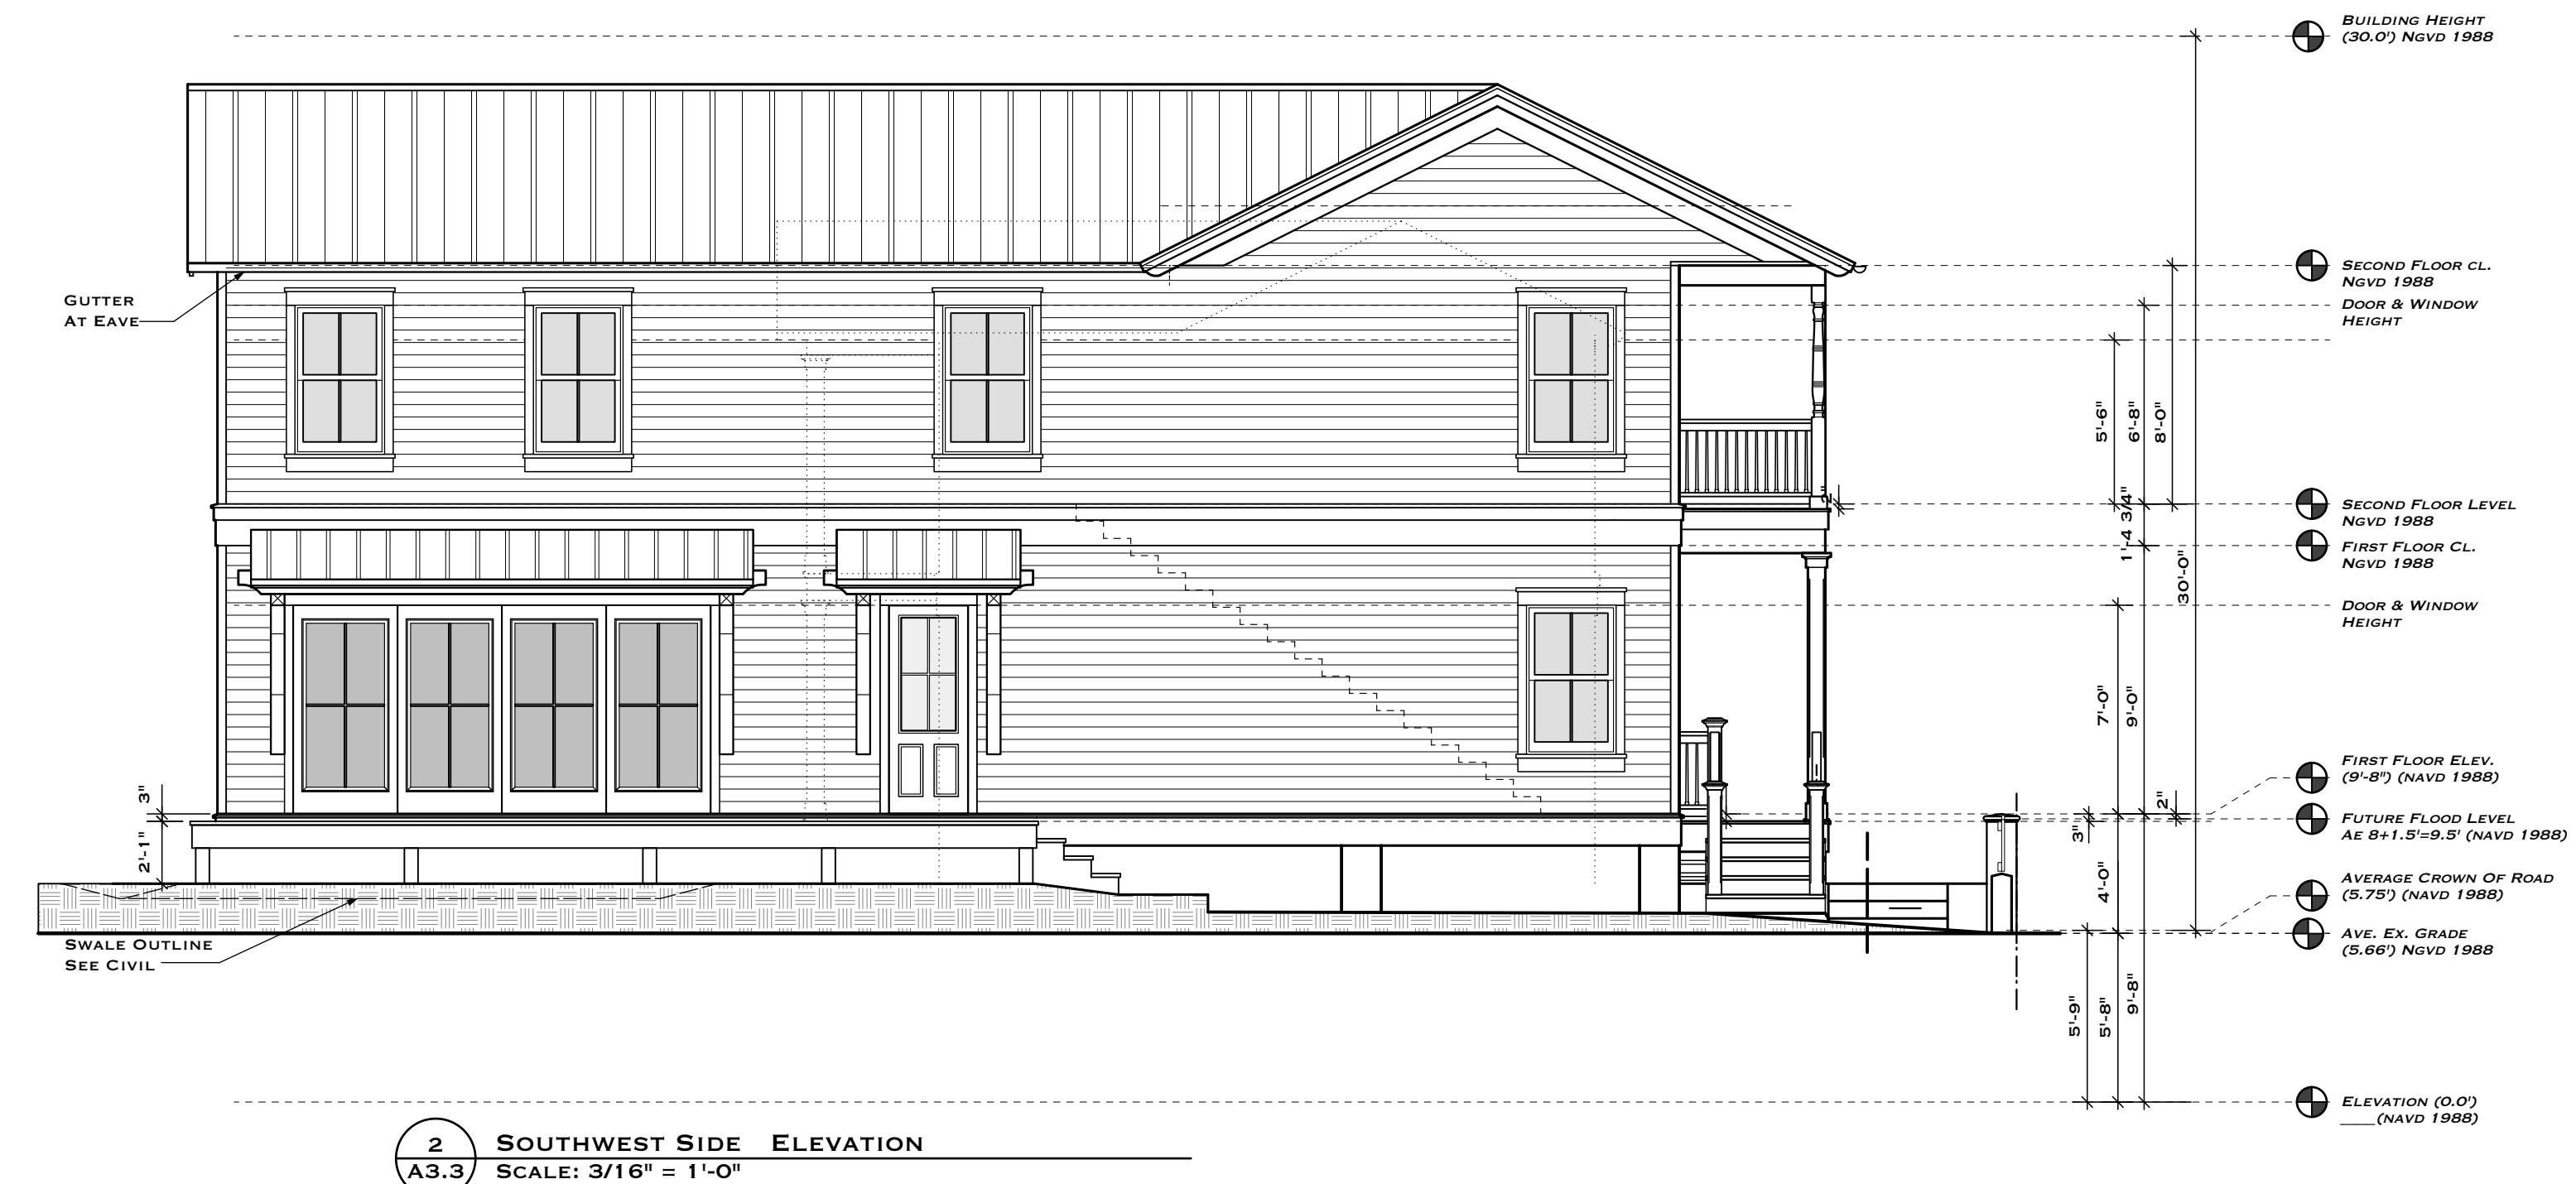 Building Height
(30.0') Ngvd 1988
Second Floor cl.
Ngvd 1988
Door & Window
Height
Gutter
At Eave
5'-6"
6'-8"
8'-0"
2"
1'-4 3/4"
Second Floor Level
Ngvd 1988
First Floor Cl.
Ngvd 1988
30'-0"
Door & Window
Height
7'-0"
9'-0"
First Floor Elev.
(9'-8") (navd 1988)
3"
2'-1"
2"
3"
Future Flood Level
Ae 8+1.5'=9.5' (navd 1988)
4'-0"
Average Crown Of Road
(5.75') (navd 1988)
Ave. Ex. Grade
(5.66') Ngvd 1988
Swale Outline
See Civil
5'-9"
5'-8"
9'-8"
Elevation (0.0')
____(navd 1988)
2
A3.3
Southwest Side Elevation
Scale: 3/16" = 1'-0"